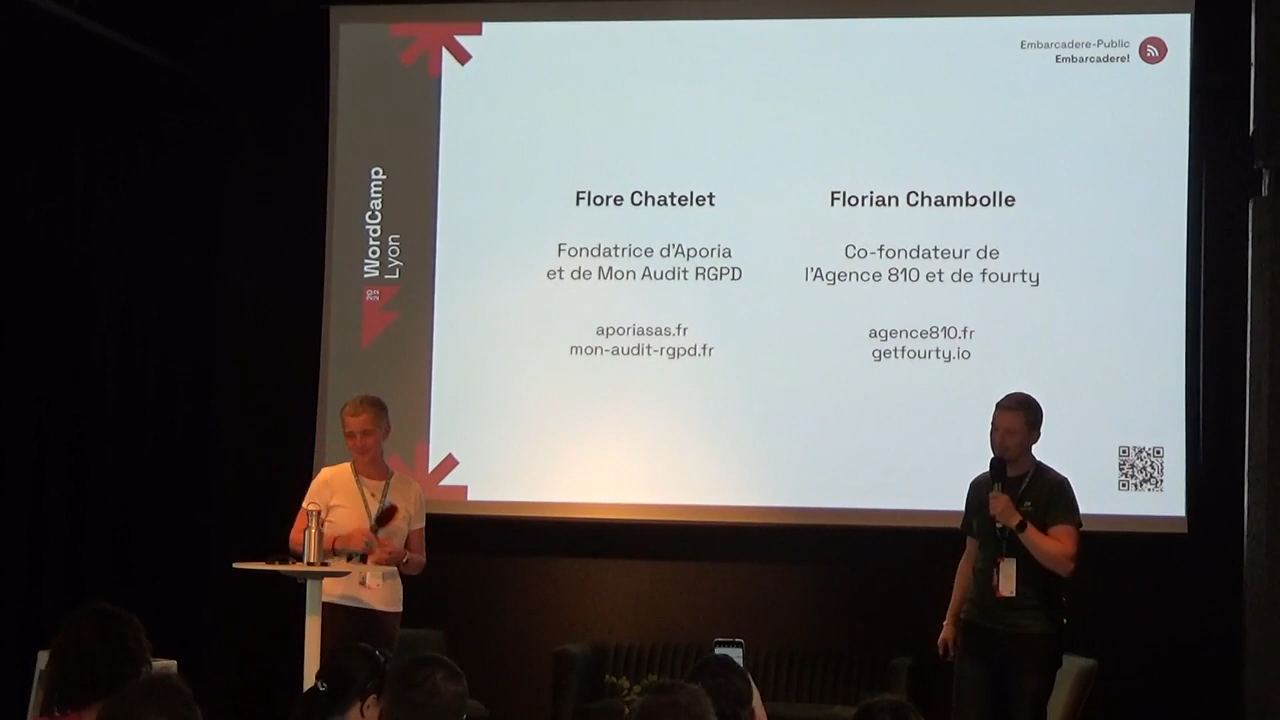 Embarcadere-Public
Embarcadere!
WordCamp
Lyon
2023
Flore Chatelet
Fondatrice d'Aporia
et de Mon Audit RGPD
aporiasas.fr
mon-audit-rgpd.fr
Florian Chambolle
Co-fondateur de
l'Agence 810 et de fourty
agence810.fr
getfourty.io